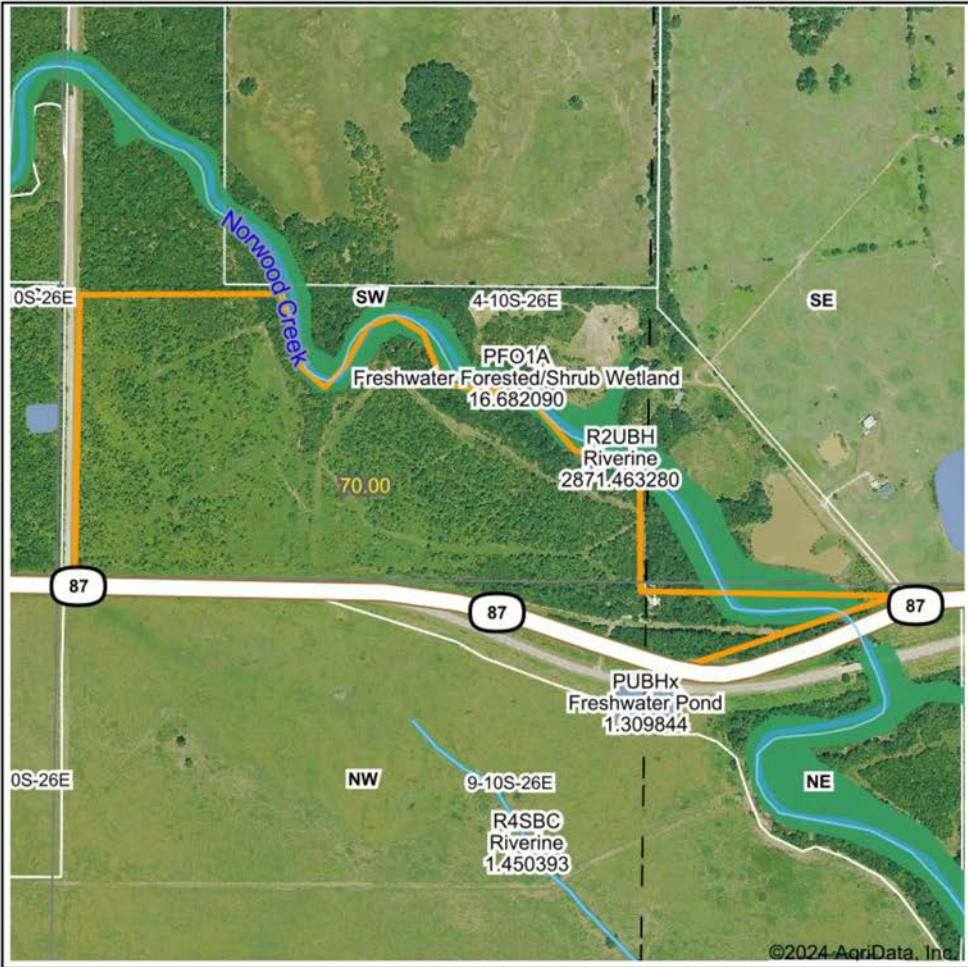 Norwood Creek
0S-26E
SW
4-10S-26E
SE
PFO1A
Freshwater Forested/Shrub Wetland
16.682090
R2UBH
Riverine
2871.463280
70.00
87
87
87
PUBHx
Freshwater Pond
1.309844
0S-26E
NW
9-10S-26E
NE
R4SBC
Riverine
1.450393
©2024 AgriData, Inc.